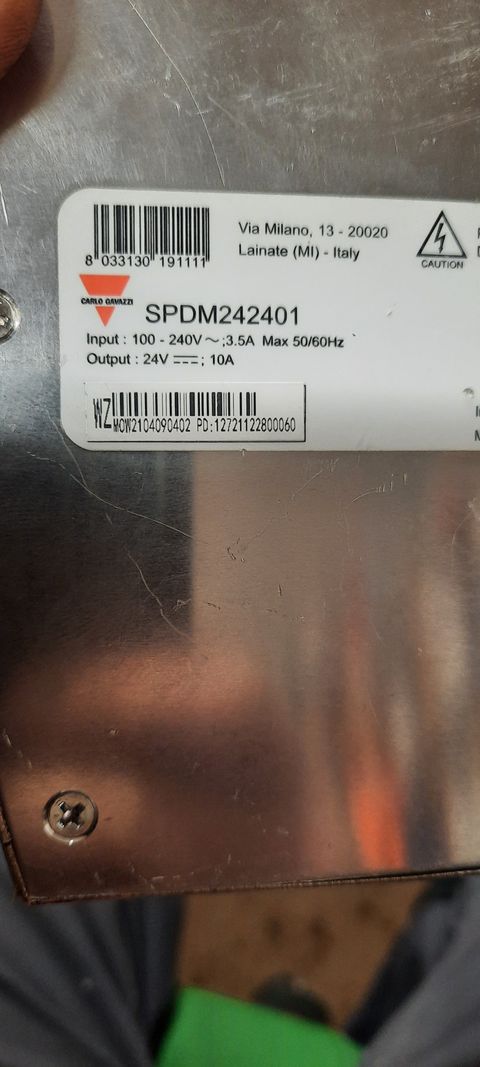 8 033130 191111
Via Milano, 13 - 20020
Lainate (MI) - Italy
CAUTION
CARLO GAVAZZI
SPDM242401
Input : 100 - 240V ~ ;3.5A Max 50/60Hz
Output : 24V ⎓ ; 10A
WZ
MOW2104090402 PD:12721122800060